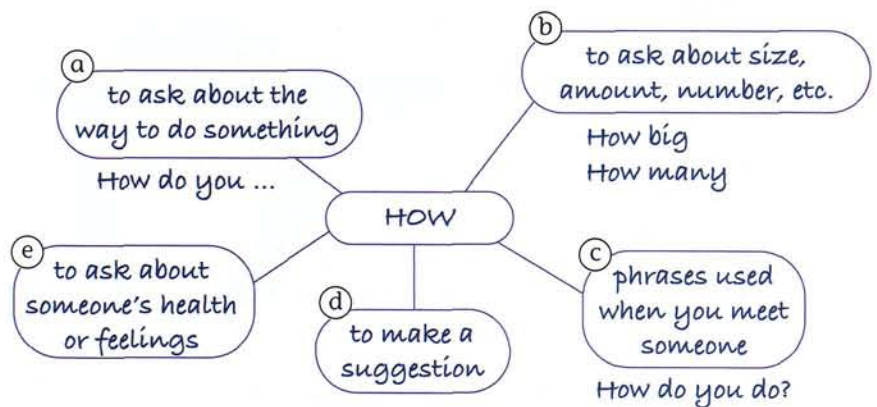 a
to ask about the
way to do something
How do you ...
b
to ask about size,
amount, number, etc.
How big
How many
HOW
e
to ask about
someone's health
or feelings
d
to make a
suggestion
c
phrases used
when you meet
someone
How do you do?